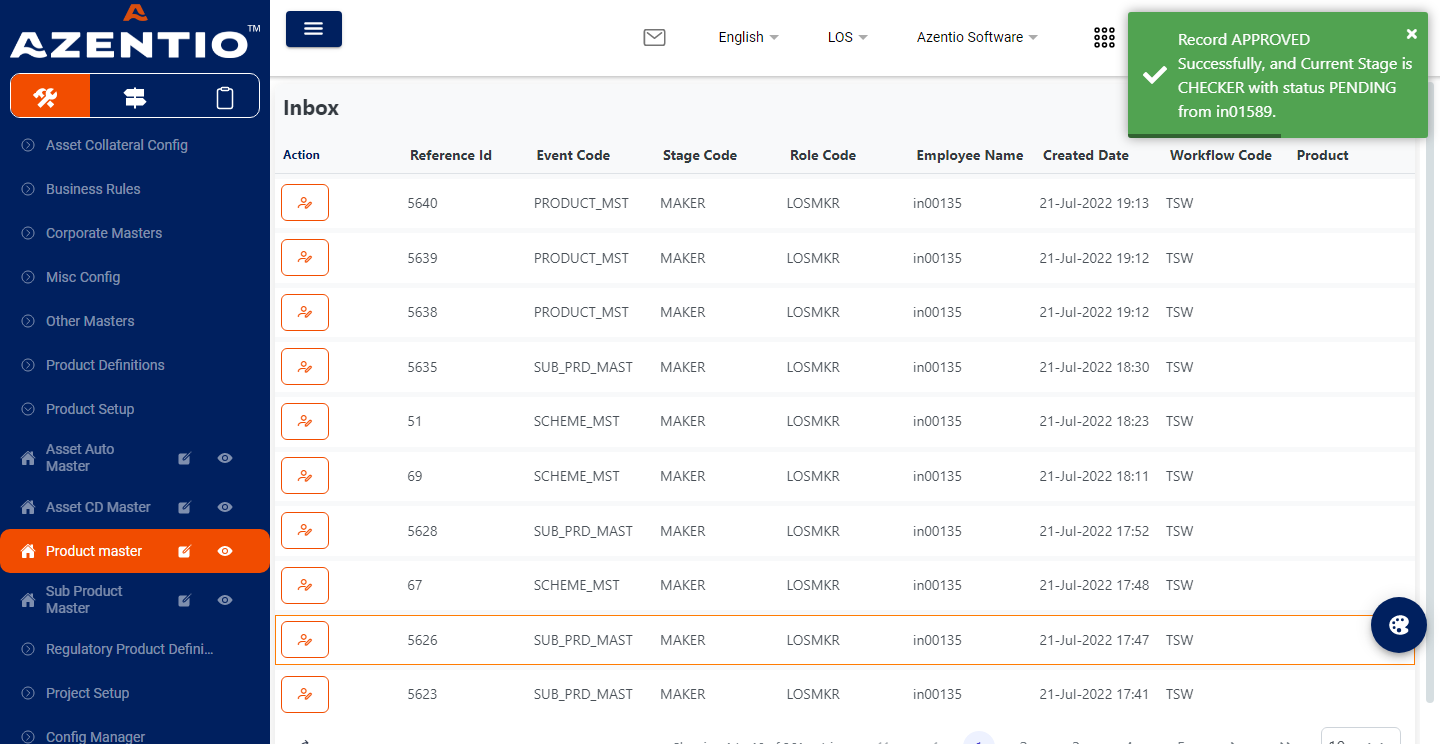 AZENTIO™
English
LOS
Azentio Software
Record APPROVED
Successfully, and Current Stage is
CHECKER with status PENDING
from in01589.
Asset Collateral Config
Business Rules
Corporate Masters
Misc Config
Other Masters
Product Definitions
Product Setup
Asset Auto
Master
Asset CD Master
Product master
Sub Product
Master
Regulatory Product Defini...
Project Setup
Config Manager
Inbox
Action Reference Id Event Code Stage Code Role Code Employee Name Created Date Workflow Code Product
5640 PRODUCT_MST MAKER LOSMKR in00135 21-Jul-2022 19:13 TSW
5639 PRODUCT_MST MAKER LOSMKR in00135 21-Jul-2022 19:12 TSW
5638 PRODUCT_MST MAKER LOSMKR in00135 21-Jul-2022 19:12 TSW
5635 SUB_PRD_MAST MAKER LOSMKR in00135 21-Jul-2022 18:30 TSW
51 SCHEME_MST MAKER LOSMKR in00135 21-Jul-2022 18:23 TSW
69 SCHEME_MST MAKER LOSMKR in00135 21-Jul-2022 18:11 TSW
5628 SUB_PRD_MAST MAKER LOSMKR in00135 21-Jul-2022 17:52 TSW
67 SCHEME_MST MAKER LOSMKR in00135 21-Jul-2022 17:48 TSW
5626 SUB_PRD_MAST MAKER LOSMKR in00135 21-Jul-2022 17:47 TSW
5623 SUB_PRD_MAST MAKER LOSMKR in00135 21-Jul-2022 17:41 TSW